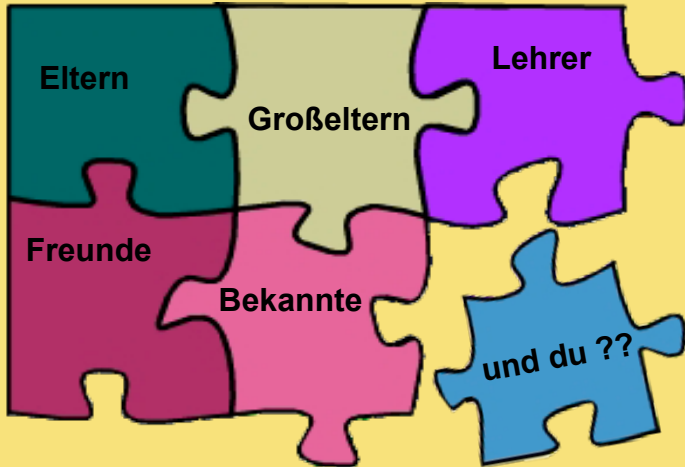 Eltern
Großeltern
Lehrer
Freunde
Bekannte
und du ??